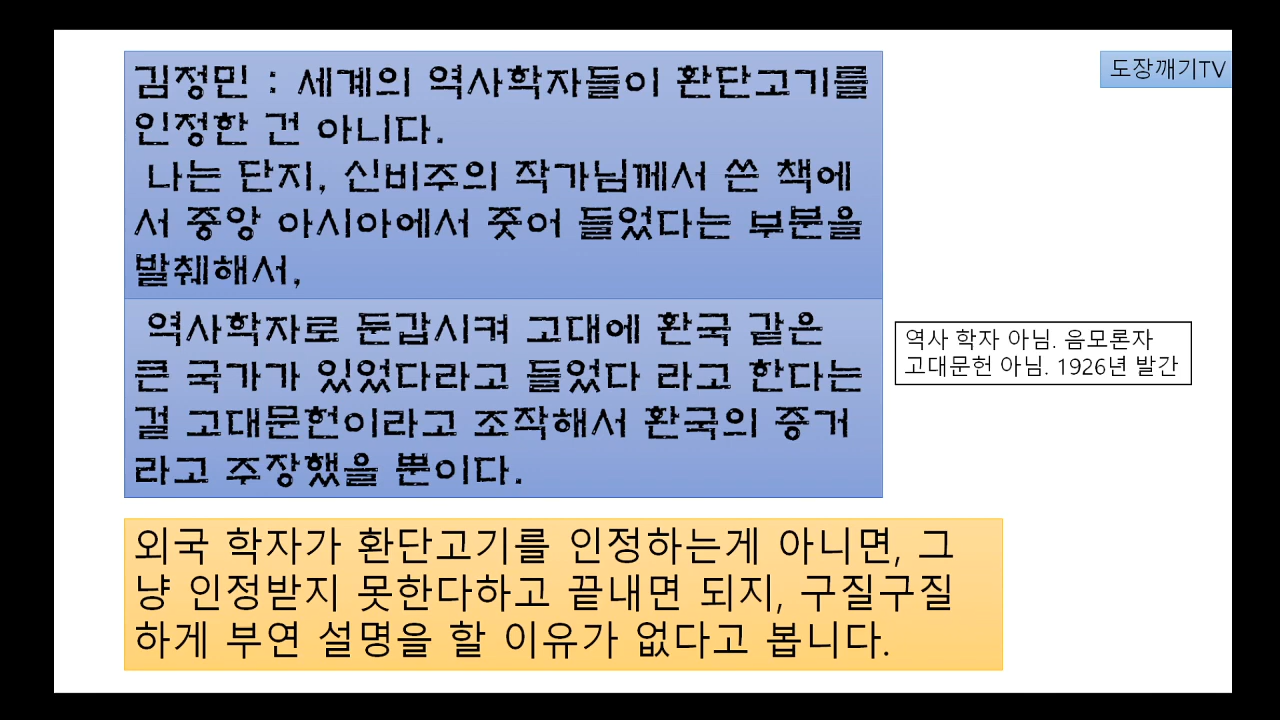 도장깨기TV
김정민 : 세계의 역사학자들이 환단고기를
인정한 건 아니다.
나는 단지, 신비주의 작가님께서 쓴 책에
서 중앙 아시아에서 줏어 들었다는 부분을
발췌해서,
역사학자로 둔갑시켜 고대에 환국 같은
큰 국가가 있었다라고 들었다 라고 한다는
걸 고대문헌이라고 조작해서 환국의 증거
라고 주장했을 뿐이다.
역사 학자 아님. 음모론자
고대문헌 아님. 1926년 발간
외국 학자가 환단고기를 인정하는게 아니면, 그
냥 인정받지 못한다하고 끝내면 되지, 구질구질
하게 부연 설명을 할 이유가 없다고 봅니다.